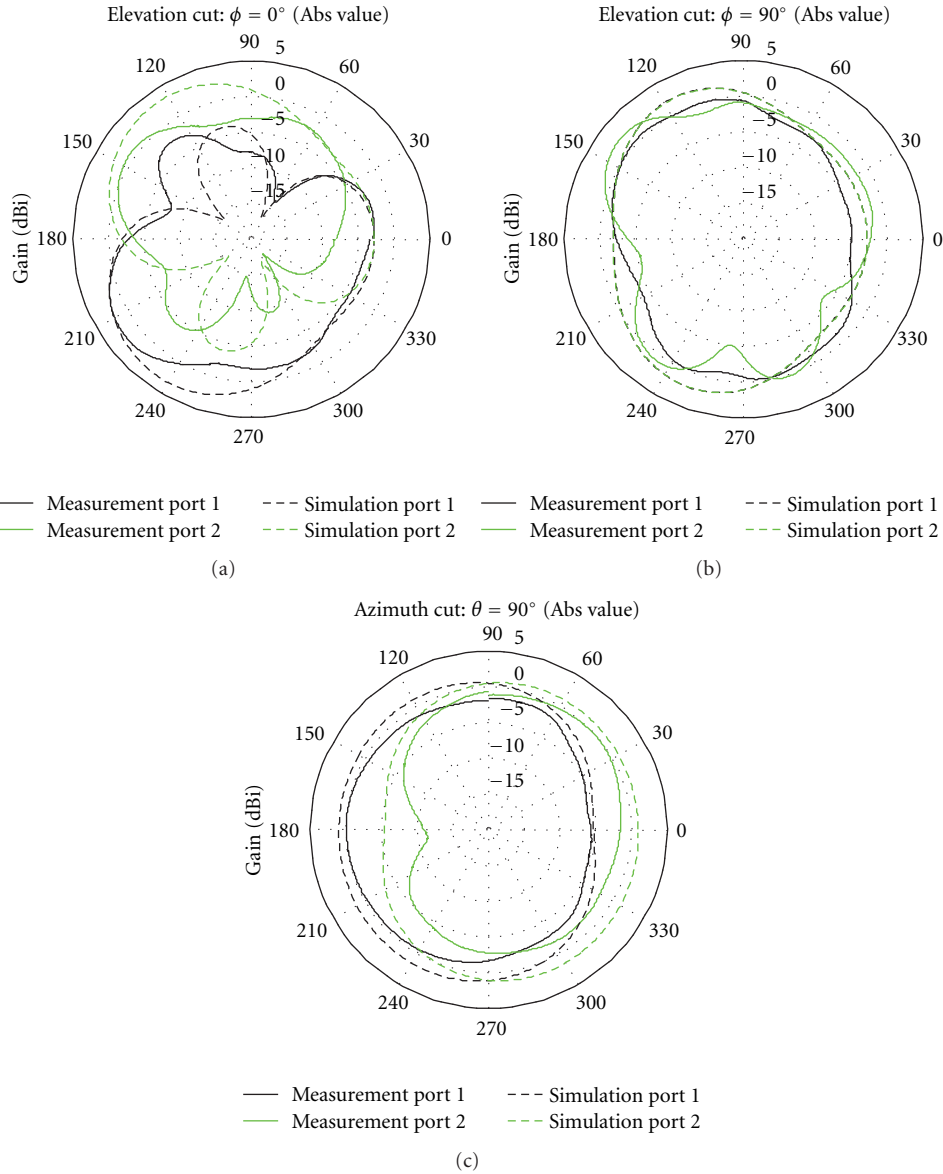 Elevation cut: ϕ = 0° (Abs value)
90
5
120
60
0
−5
150
30
−10
−15
Gain (dBi)
180
0
210
330
240
300
270
Measurement port 1
Simulation port 1
Measurement port 2
Simulation port 2
(a)
Elevation cut: ϕ = 90° (Abs value)
90
5
120
60
0
−5
150
30
−10
−15
Gain (dBi)
180
0
210
330
240
300
270
Measurement port 1
Simulation port 1
Measurement port 2
Simulation port 2
(b)
Azimuth cut: θ = 90° (Abs value)
90
5
120
60
0
−5
150
30
−10
−15
Gain (dBi)
180
0
210
330
240
300
270
Measurement port 1
Simulation port 1
Measurement port 2
Simulation port 2
(c)